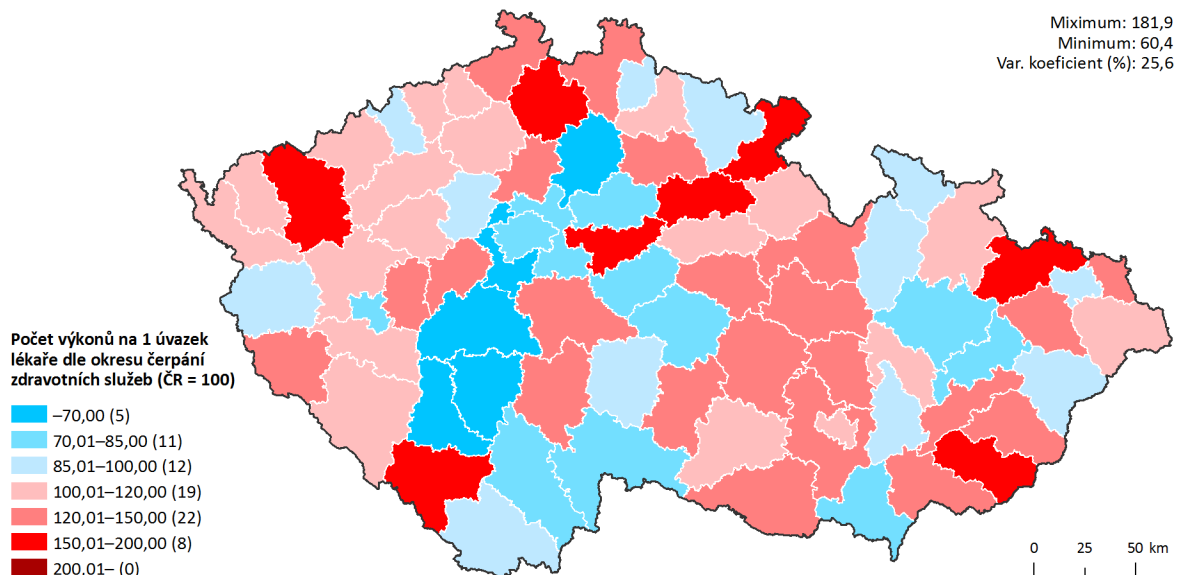 Miximum: 181,9
Minimum: 60,4
Var. koeficient (%): 25,6
Počet výkonů na 1 úvazek
lékaře dle okresu čerpání
zdravotních služeb (ČR = 100)
–70,00 (5)
70,01–85,00 (11)
85,01–100,00 (12)
100,01–120,00 (19)
120,01–150,00 (22)
150,01–200,00 (8)
200,01– (0)
0 25 50 km